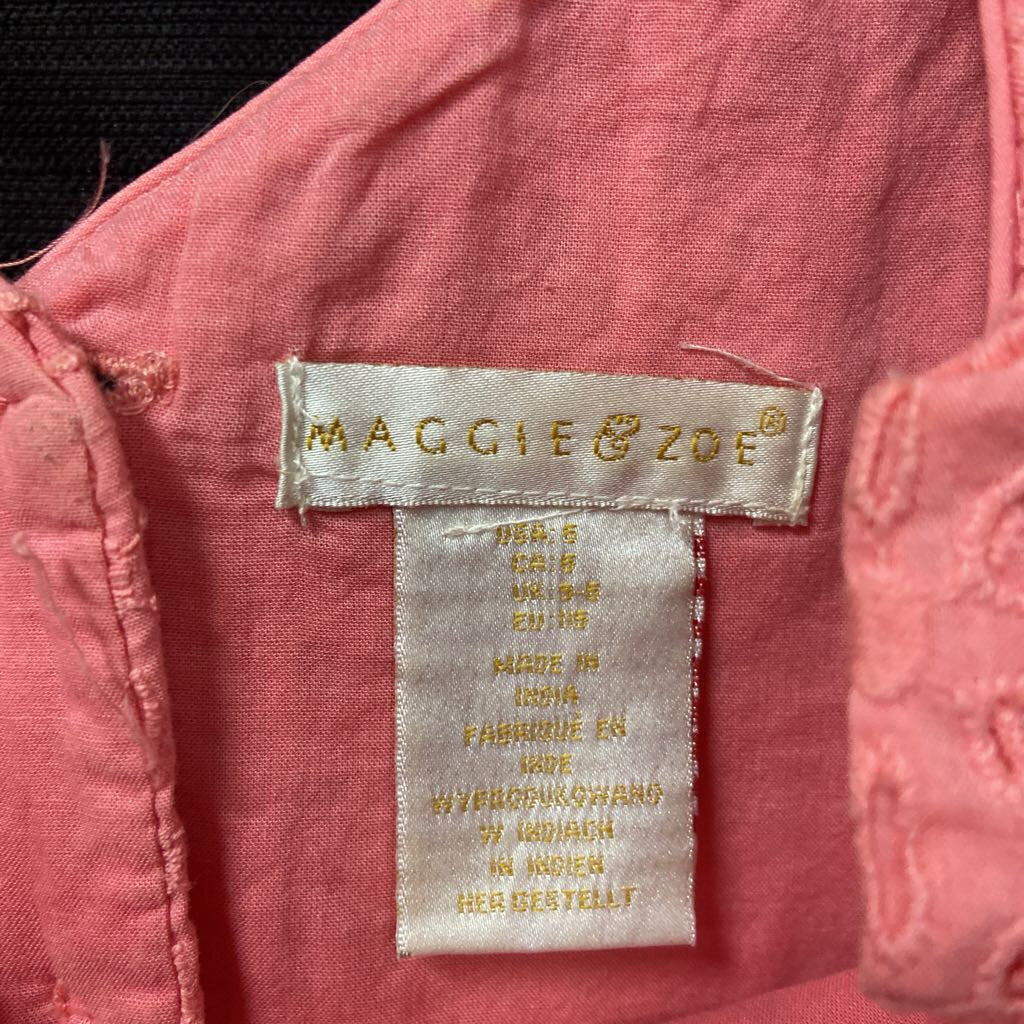 MAGGIE & ZOE®
USA: 6
CA: 6
UK: 5-6
EU: 116
MADE IN
INDIA
FABRIQUÉ EN
INDE
WYPRODUKOWANO
W INDIACH
IN INDIEN
HERGESTELLT